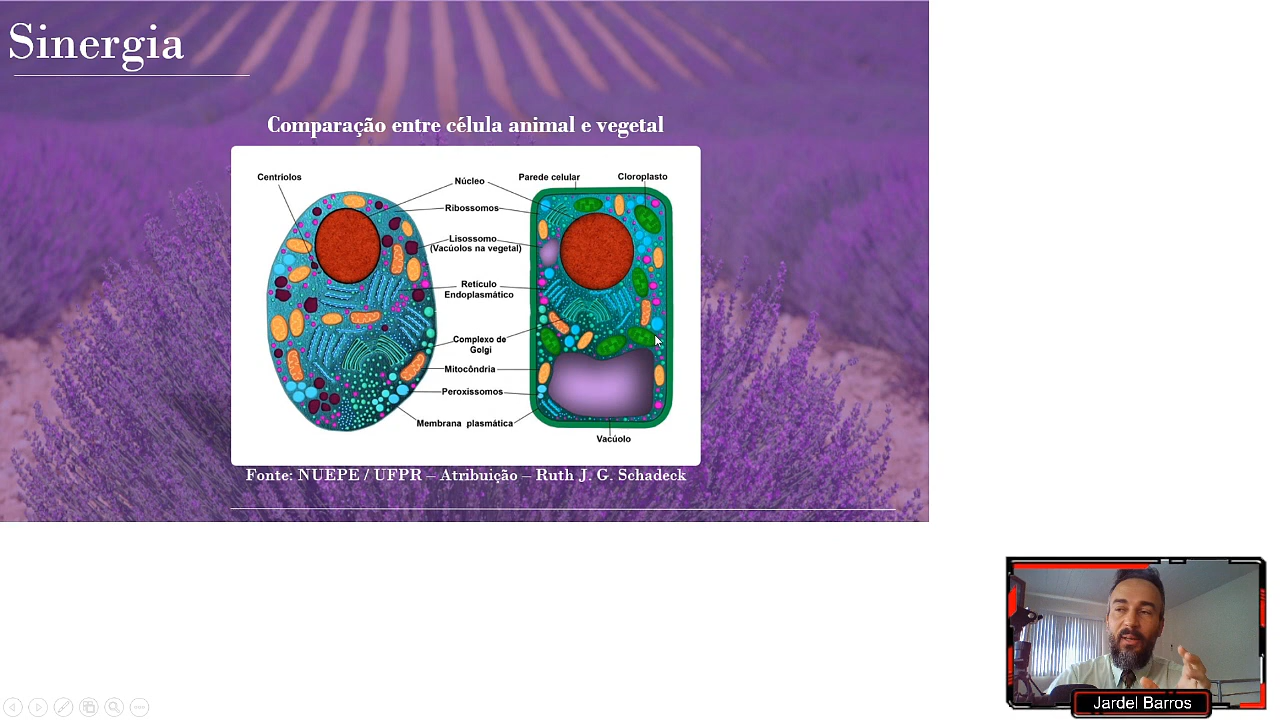 Sinergia
Comparação entre célula animal e vegetal
Centríolos
Núcleo
Parede celular
Cloroplasto
Ribossomos
Lisossomo
(Vacúolos na vegetal)
Retículo
Endoplasmático
Complexo de
Golgi
Mitocôndria
Peroxissomos
Membrana plasmática
Vacúolo
Fonte: NUEPE / UFPR – Atribuição – Ruth J. G. Schadeck
Jardel Barros